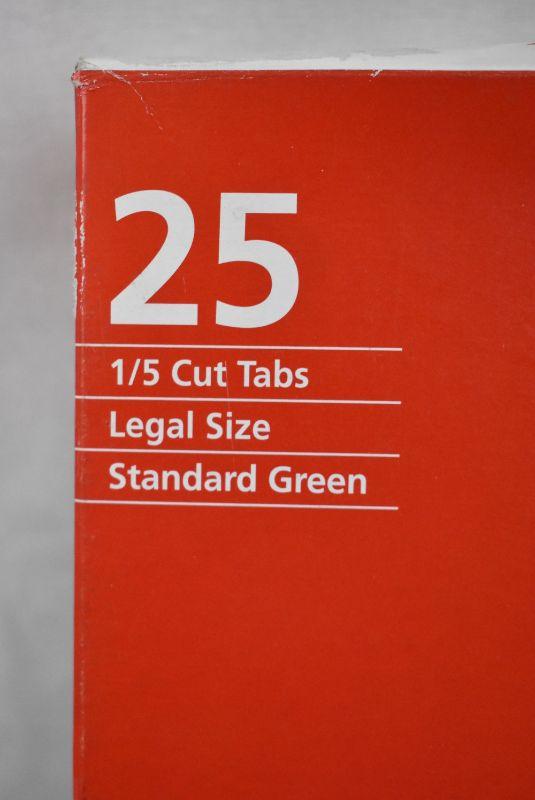 25
1/5 Cut Tabs
Legal Size
Standard Green